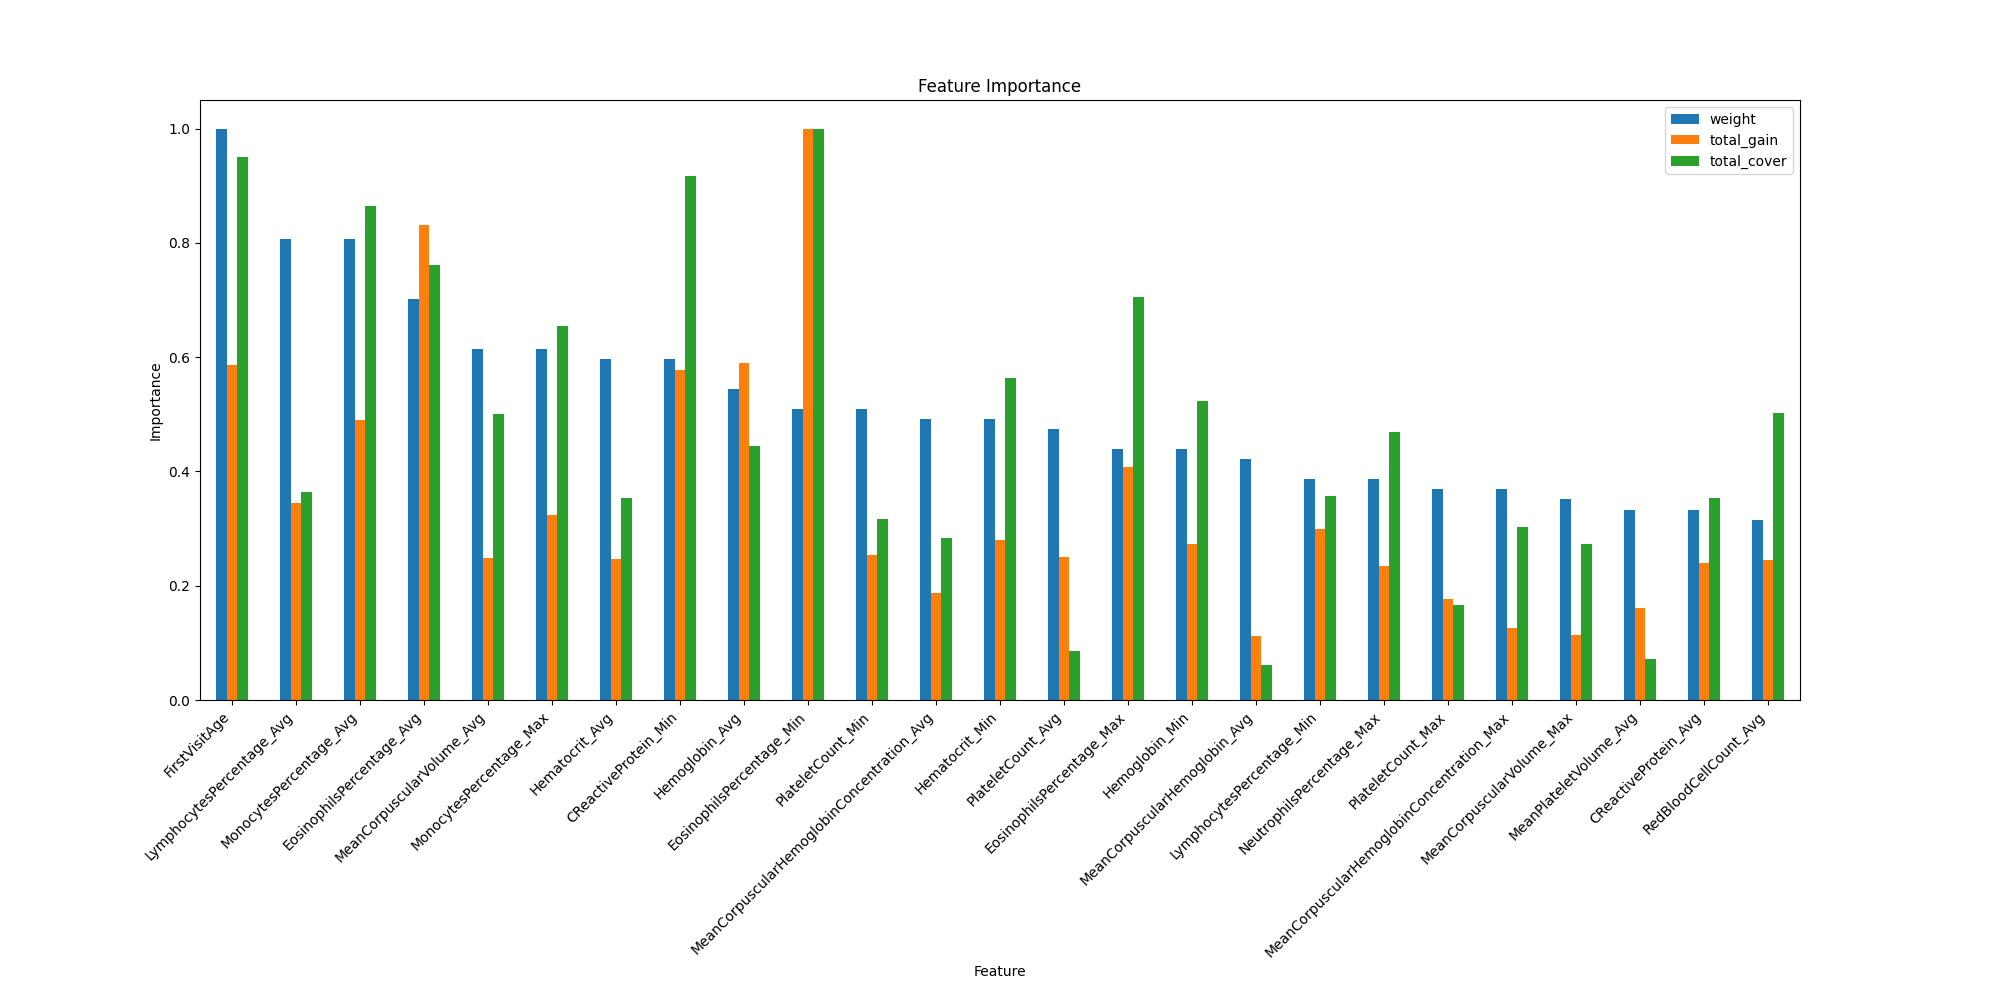 Feature Importance
weight
total_gain
total_cover
Importance
1.0
0.8
0.6
0.4
0.2
0.0
FirstVisitAge
LymphocytesPercentage_Avg
MonocytesPercentage_Avg
EosinophilsPercentage_Avg
MeanCorpuscularVolume_Avg
MonocytesPercentage_Max
Hematocrit_Avg
CReactiveProtein_Min
Hemoglobin_Avg
EosinophilsPercentage_Min
PlateletCount_Min
MeanCorpuscularHemoglobinConcentration_Avg
Hematocrit_Min
PlateletCount_Avg
EosinophilsPercentage_Max
Hemoglobin_Min
MeanCorpuscularHemoglobin_Avg
LymphocytesPercentage_Min
NeutrophilsPercentage_Max
PlateletCount_Max
MeanCorpuscularHemoglobinConcentration_Max
MeanCorpuscularVolume_Max
MeanPlateletVolume_Avg
CReactiveProtein_Avg
RedBloodCellCount_Avg
Feature